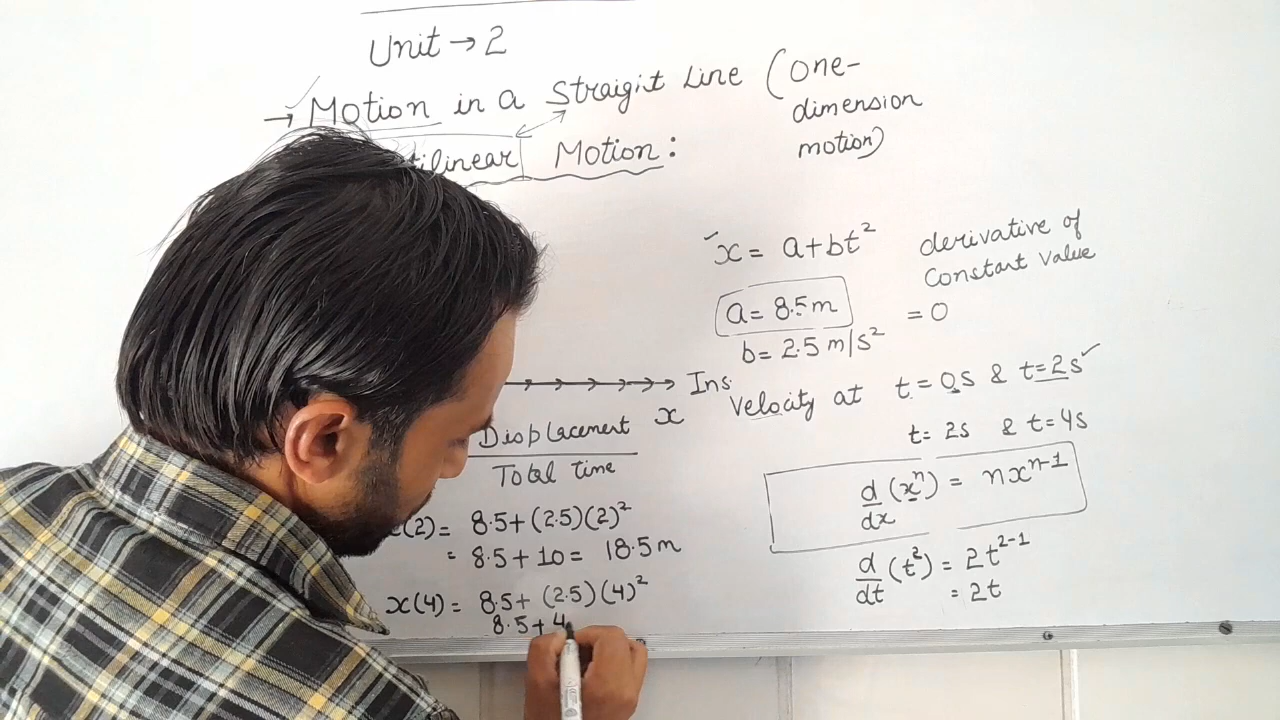 Unit → 2
→ Motion in a Straigit Line (One-
dimension
motion)
tilinear Motion:
x = a+bt²
a = 8.5m
b = 2.5 m/s²
derivative of
Constart value
= 0
Ins.
Velocity at t = 0s & t=2s
t= 2s & t=4s
Displacement x
Total time
x(2) = 8.5+(2.5)(2)²
= 8.5+10 = 18.5m
x(4) = 8.5+ (2.5)(4)²
8.5+4
d/dx (xⁿ) = nxⁿ⁻¹
d/dt (t²) = 2t²⁻¹
= 2t